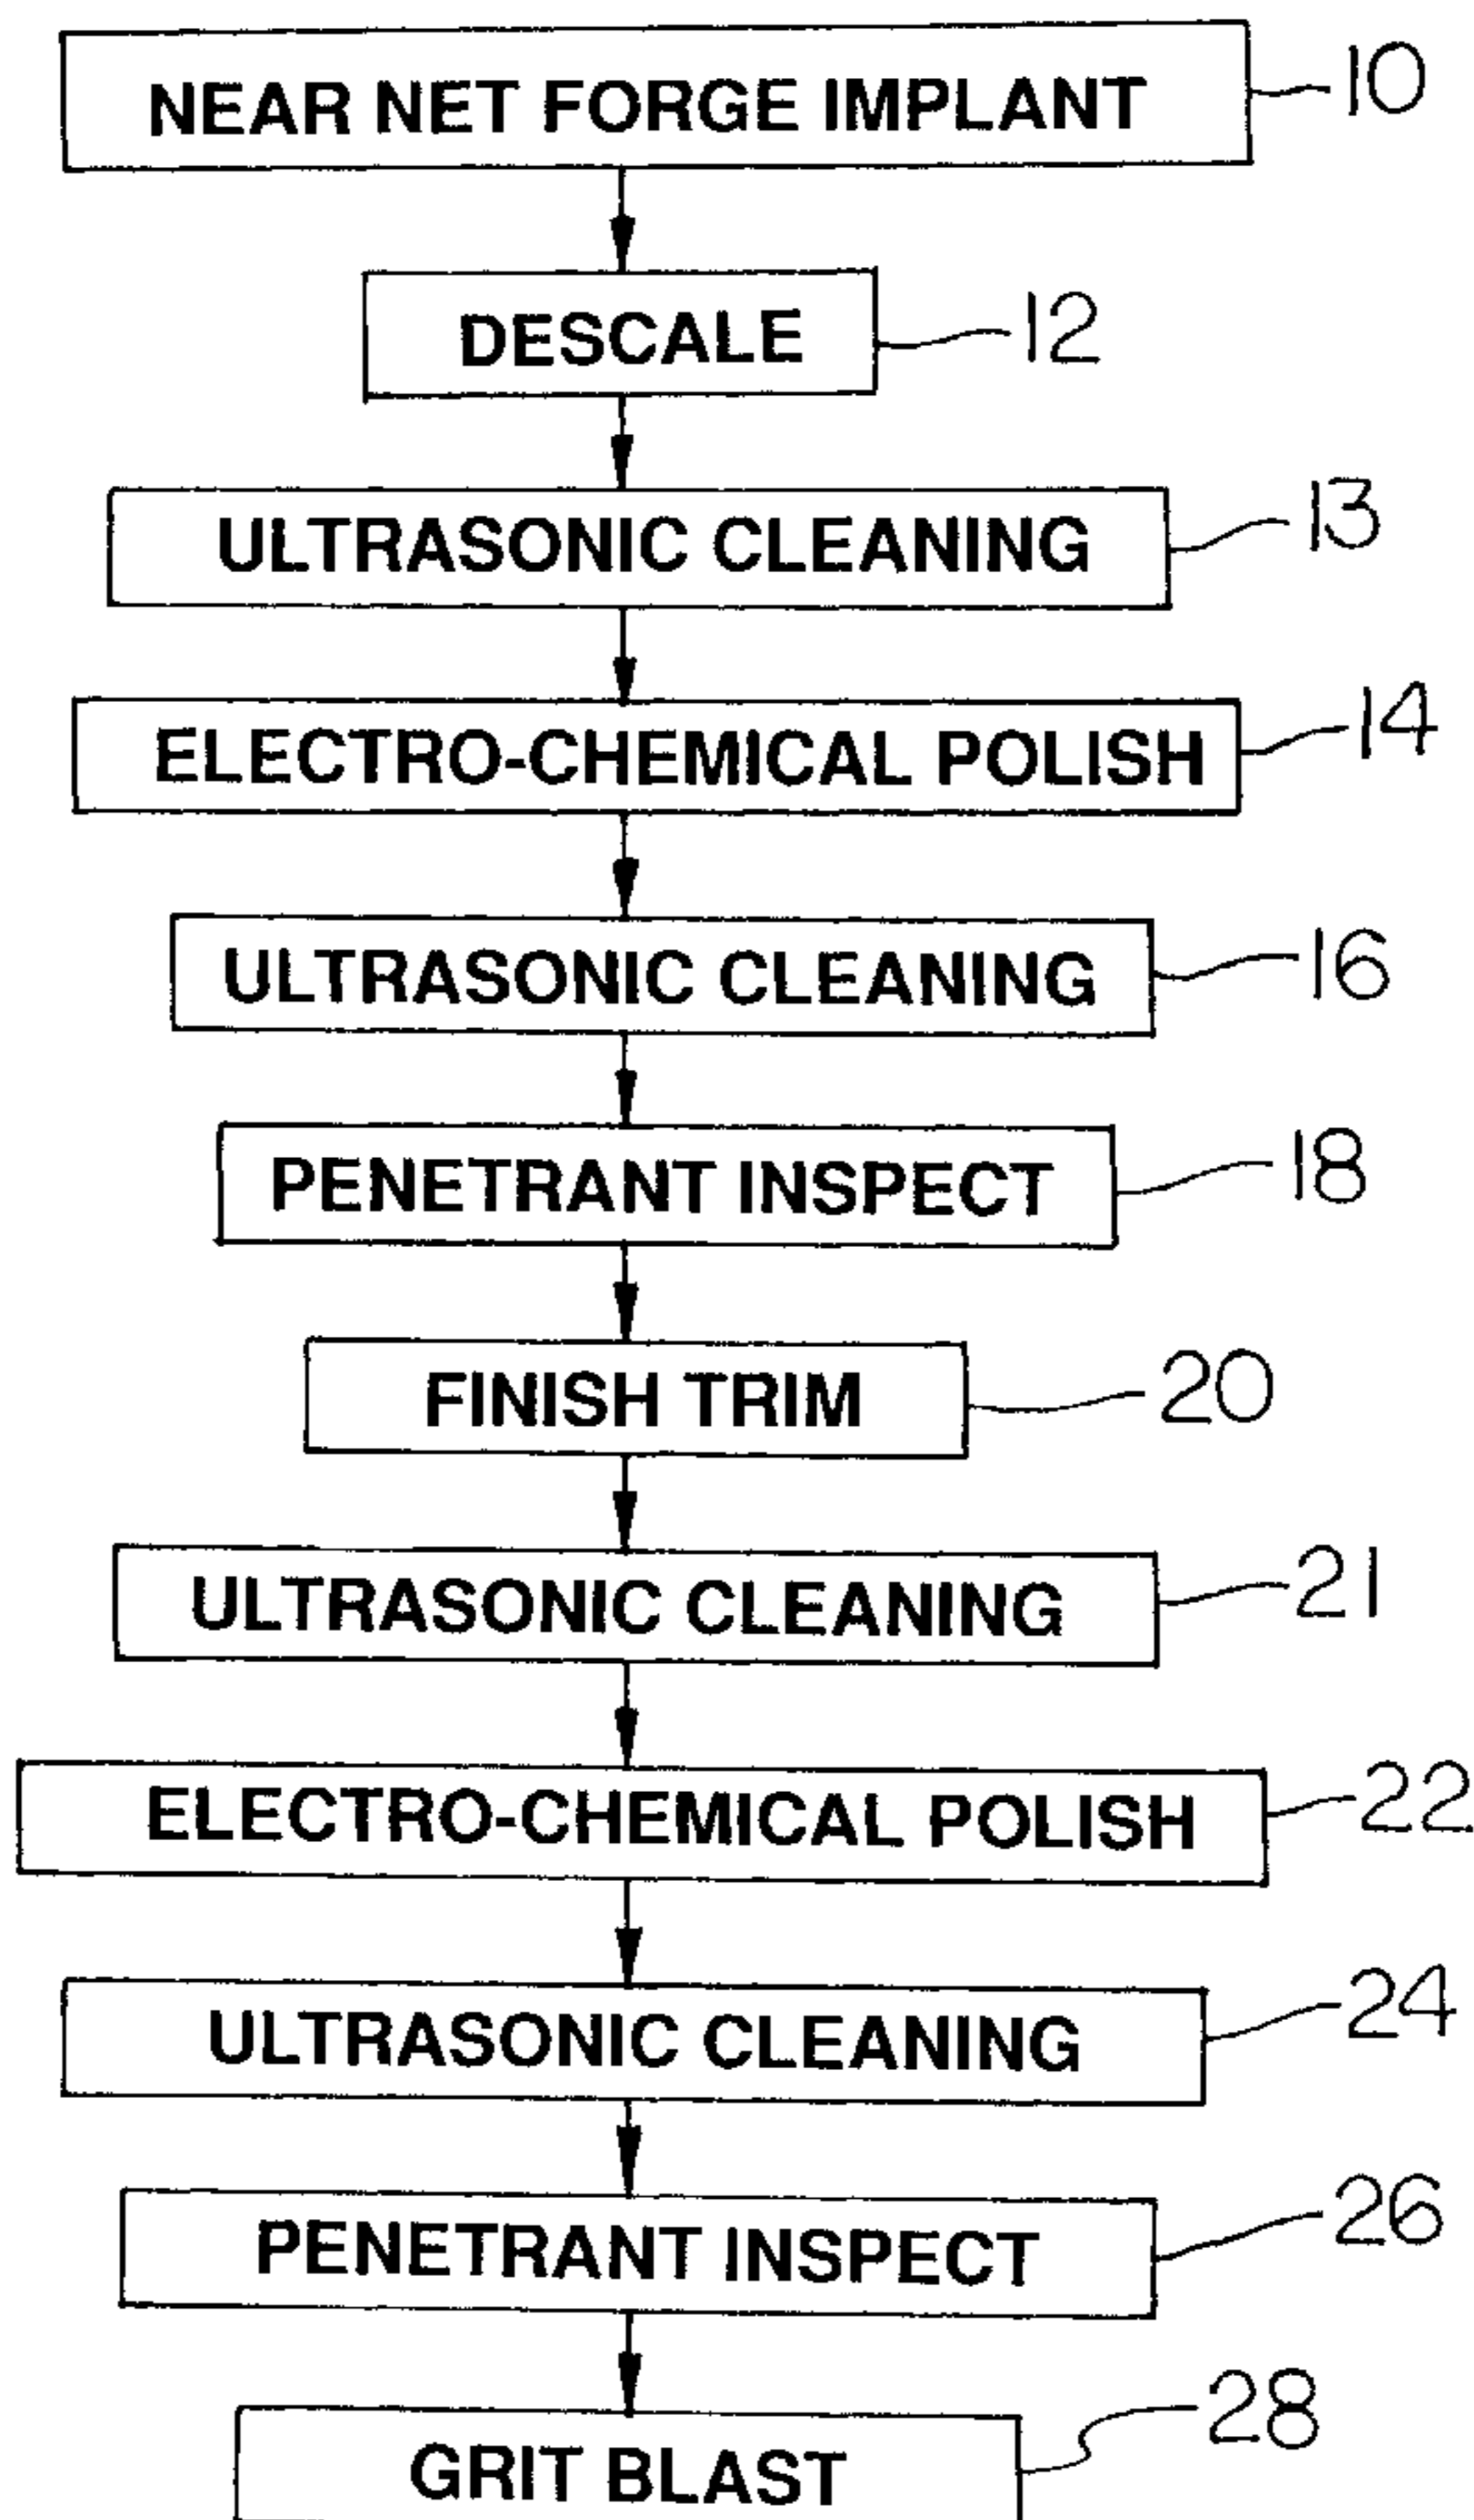 NEAR NET FORGE IMPLANT 10
DESCALE 12
ULTRASONIC CLEANING 13
ELECTRO-CHEMICAL POLISH 14
ULTRASONIC CLEANING 16
PENETRANT INSPECT 18
FINISH TRIM 20
ULTRASONIC CLEANING 21
ELECTRO-CHEMICAL POLISH 22
ULTRASONIC CLEANING 24
PENETRANT INSPECT 26
GRIT BLAST 28